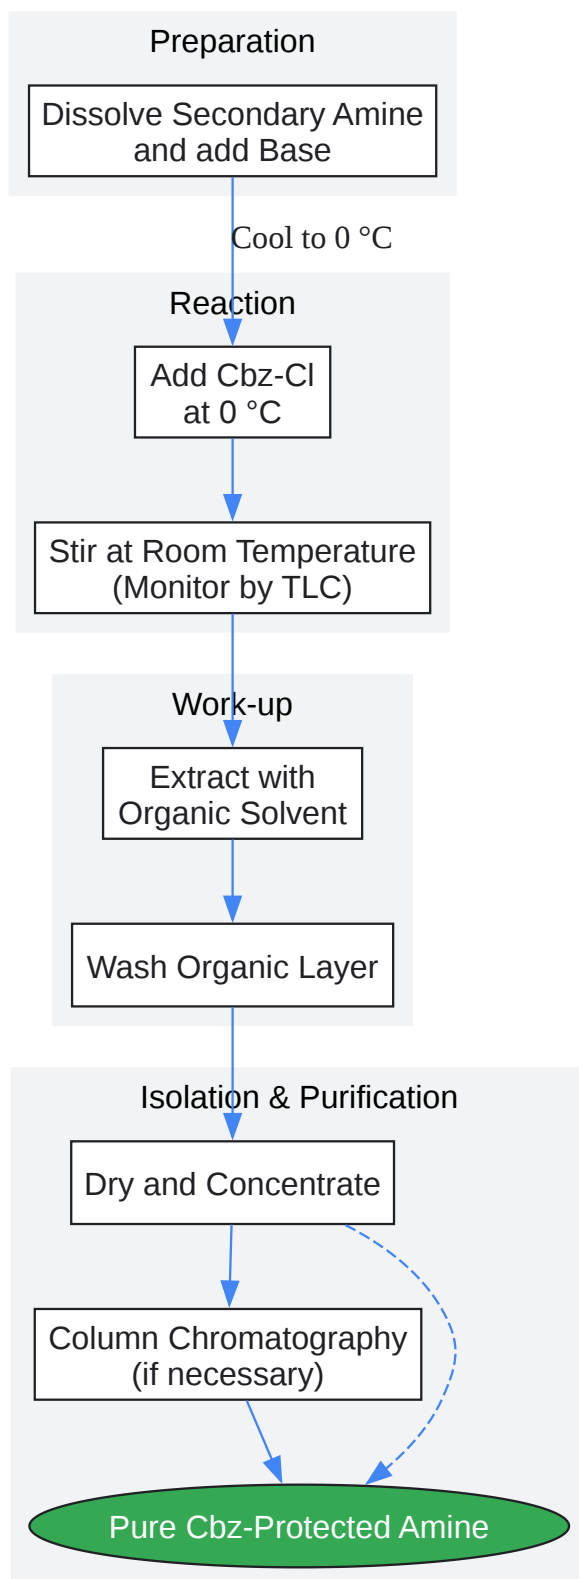 Preparation
Dissolve Secondary Amine
and add Base
Cool to 0 °C
Reaction
Add Cbz-Cl
at 0 °C
Stir at Room Temperature
(Monitor by TLC)
Work-up
Extract with
Organic Solvent
Wash Organic Layer
Isolation & Purification
Dry and Concentrate
Column Chromatography
(if necessary)
Pure Cbz-Protected Amine